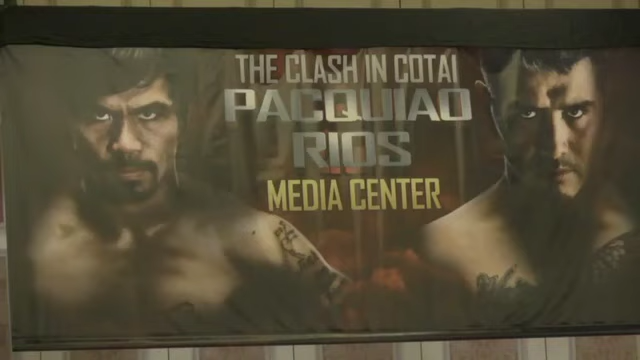 THE CLASH IN COTAI
PACQUIAO
RIOS
MEDIA CENTER